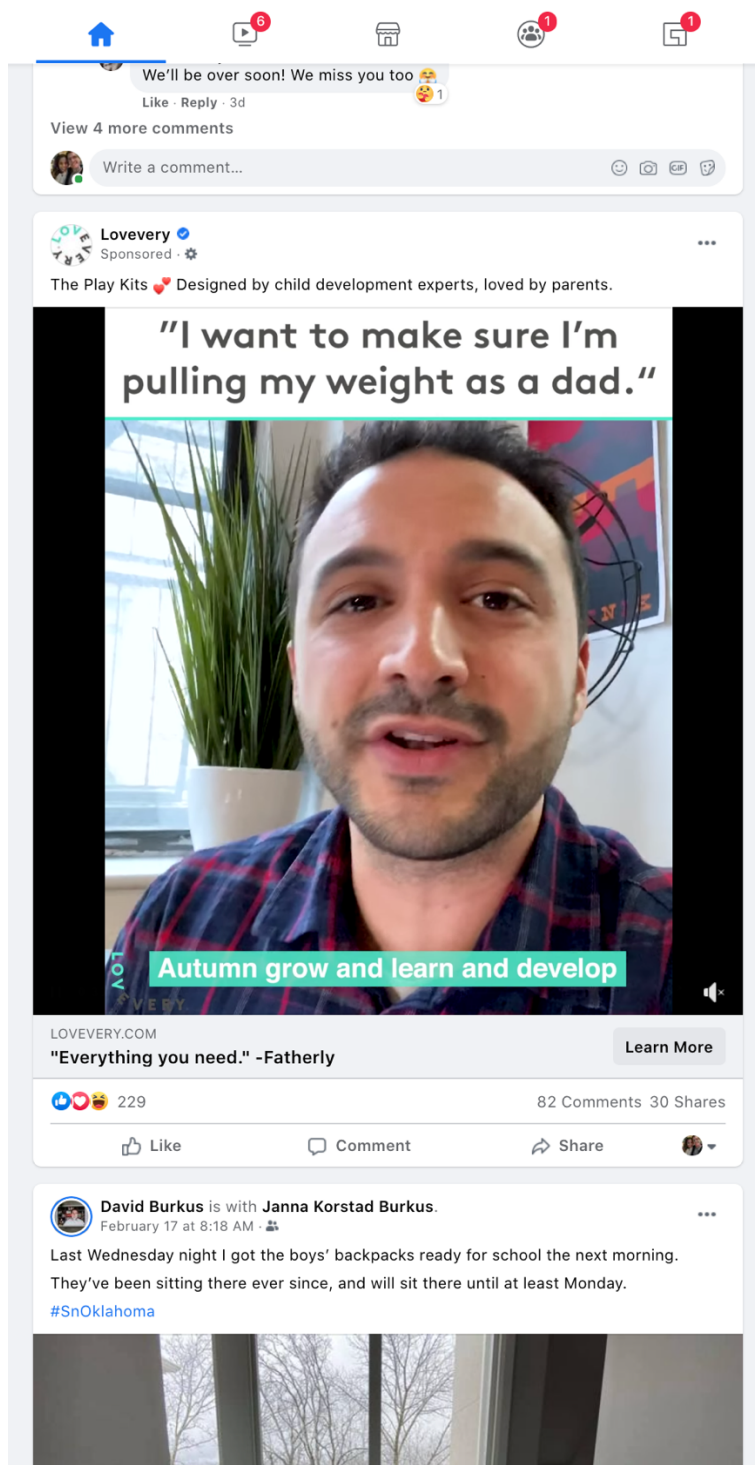 6
1
1
We'll be over soon! We miss you too 🤗
1
Like · Reply · 3d
View 4 more comments
Write a comment...
GIF
LOVEVERY
Lovevery
Sponsored ·
The Play Kits 💕 Designed by child development experts, loved by parents.
"I want to make sure I'm
pulling my weight as a dad."
Autumn grow and learn and develop
LOVEVERY
LOVEVERY.COM
"Everything you need." -Fatherly
Learn More
229
82 Comments 30 Shares
Like
Comment
Share
David Burkus is with Janna Korstad Burkus.
February 17 at 8:18 AM ·
Last Wednesday night I got the boys' backpacks ready for school the next morning.
They've been sitting there ever since, and will sit there until at least Monday.
#SnOklahoma